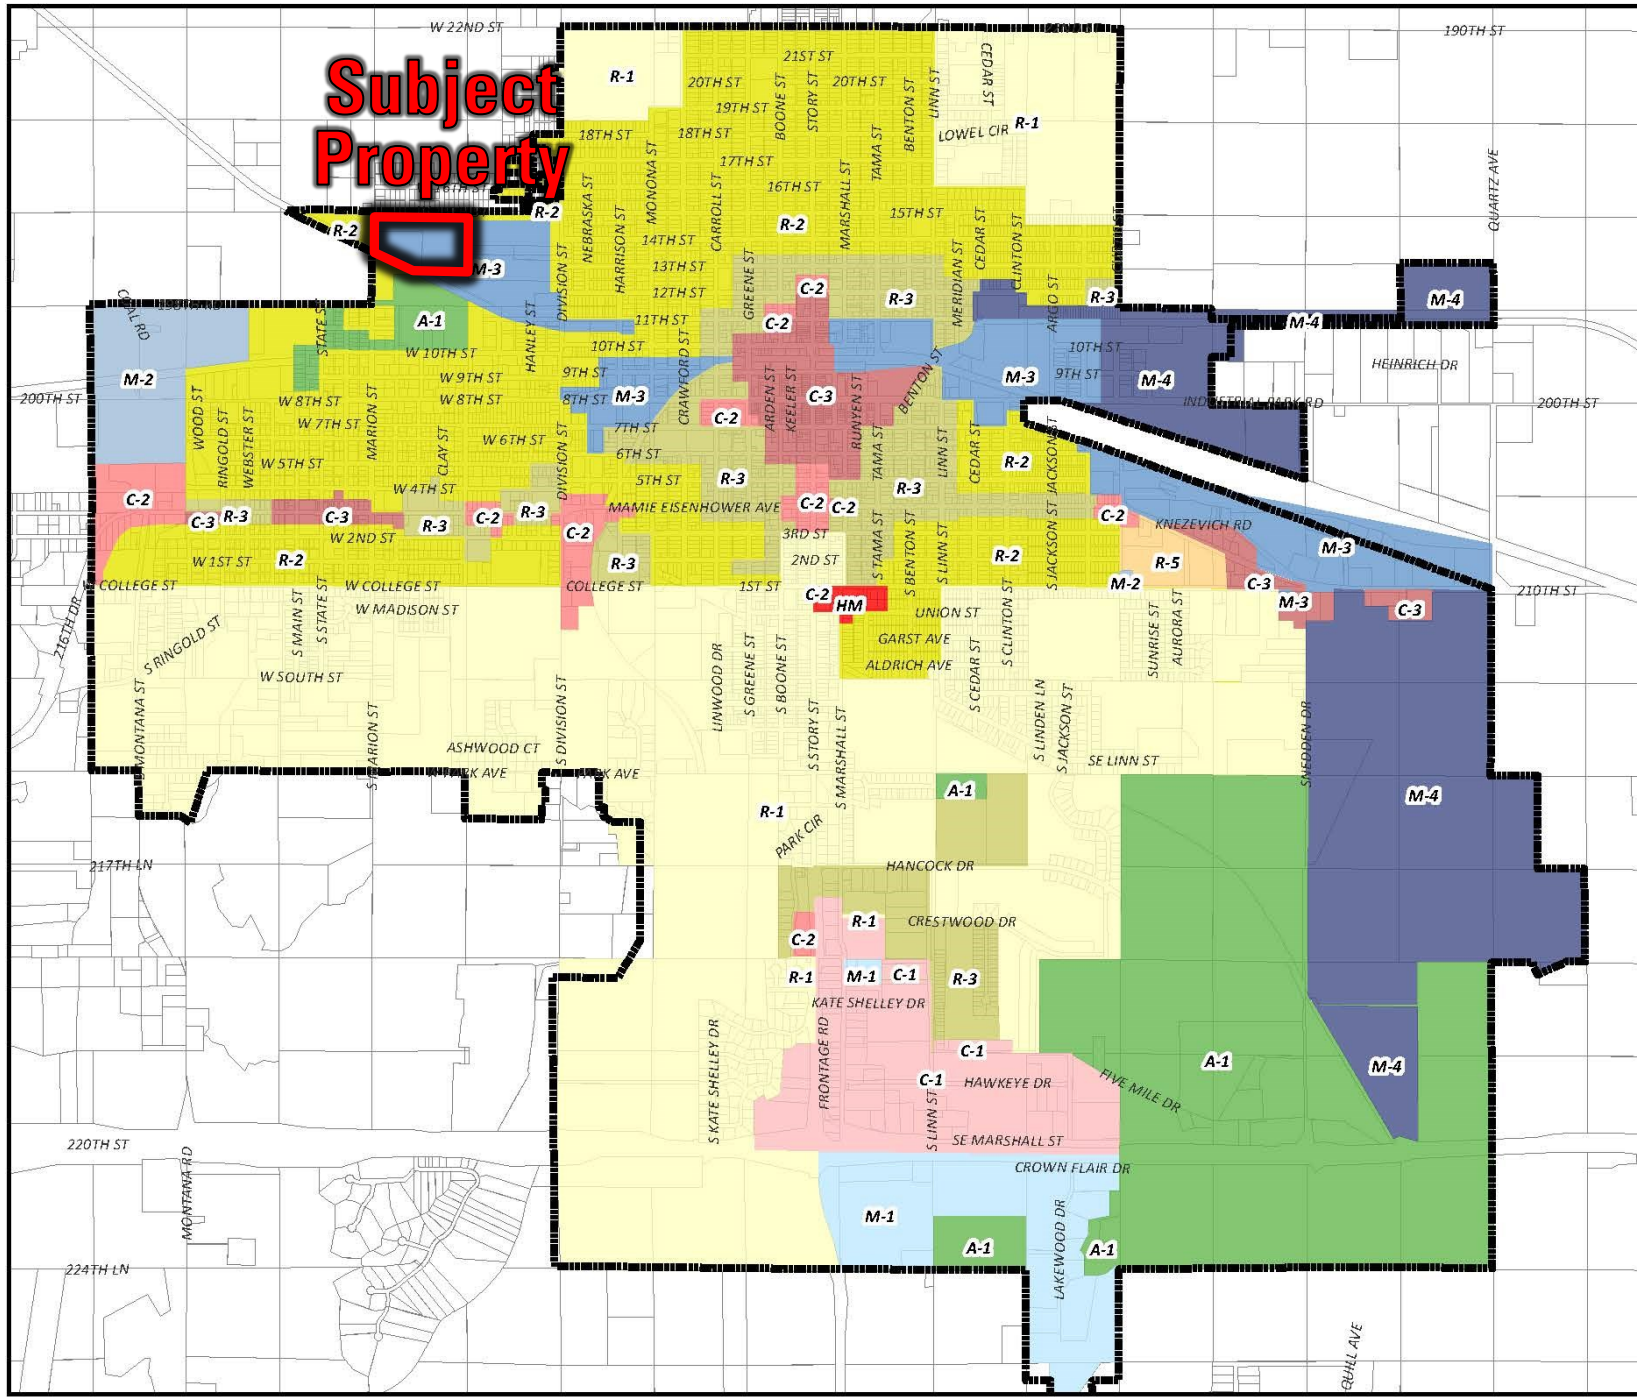 W 22ND ST
190TH ST
Subject
Property
R-1
21ST ST
20TH ST
20TH ST
19TH ST
18TH ST
18TH ST
17TH ST
16TH ST
15TH ST
14TH ST
13TH ST
12TH ST
11TH ST
10TH ST
BOONE ST
STORY ST
BENTON ST
LINN ST
CEDAR ST
LOWEL CIR
R-1
TAMA ST
MARSHALL ST
CARROLL ST
MONONA ST
NEBRASKA ST
HARRISON ST
DIVISION ST
GREENE ST
MERIDIAN ST
CEDAR ST
CLINTON ST
ARGO ST
QUARTZ AVE
R-2
R-2
R-2
M-3
A-1
C-2
C-2
R-3
R-3
M-4
M-4
HEINRICH DR
COAL RD
STATE ST
HANLEY ST
W 10TH ST
W 9TH ST
W 8TH ST
9TH ST
8TH ST
M-3
CRAWFORD ST
10TH ST
9TH ST
M-3
M-4
INDUSTRIAL PARK RD
200TH ST
200TH ST
M-2
WOOD ST
RINGOLD ST
WEBSTER ST
W 8TH ST
W 7TH ST
W 6TH ST
W 5TH ST
W 4TH ST
MARION ST
CLAY ST
DIVISION ST
7TH ST
6TH ST
5TH ST
C-2
ARDEN ST
KEELER ST
C-3
RUNYEN ST
BENTON ST
TAMA ST
LINN ST
CEDAR ST
R-2
JACKSON ST
S JACKSON ST
R-3
R-3
C-2
C-3
R-3
C-3
R-3
C-2
R-3
C-2
MAMIE EISENHOWER AVE
C-2
C-2
3RD ST
2ND ST
1ST ST
W 2ND ST
W 1ST ST
R-2
R-3
COLLEGE ST
W COLLEGE ST
W COLLEGE ST
W MADISON ST
S TAMA ST
S BENTON ST
S LINN ST
R-2
C-2
KNEZEVICH RD
M-3
R-5
M-2
C-3
M-3
C-3
210TH ST
216TH DR
S RINGOLD ST
S MAIN ST
S STATE ST
W SOUTH ST
C-2
HM
UNION ST
GARST AVE
ALDRICH AVE
S CLINTON ST
S CEDAR ST
SUNRISE ST
AURORA ST
LINWOOD DR
S GREENE ST
S BOONE ST
S STORY ST
S MARSHALL ST
S LINDEN LN
S JACKSON ST
SE LINN ST
SNEDDEN DR
MONTANA ST
S MARION ST
ASHWOOD CT
S DIVISION ST
PARK AVE
W PARK AVE
A-1
M-4
R-1
PARK CIR
217TH LN
HANCOCK DR
R-1
CRESTWOOD DR
C-2
R-1
M-1
C-1
R-3
KATE SHELLEY DR
S KATE SHELLEY DR
FRONTAGE RD
C-1
C-1
HAWKEYE DR
S LINN ST
FIVE MILE DR
A-1
M-4
SE MARSHALL ST
220TH ST
CROWN FLAIR DR
MONTANA RD
M-1
A-1
A-1
LAKEWOOD DR
224TH LN
QUILL AVE